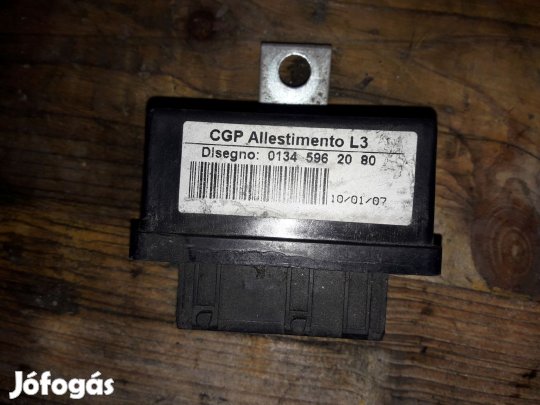 CGP Allestimento L3
Disegno: 0134 596 20 80
10/01/07
Jófogás